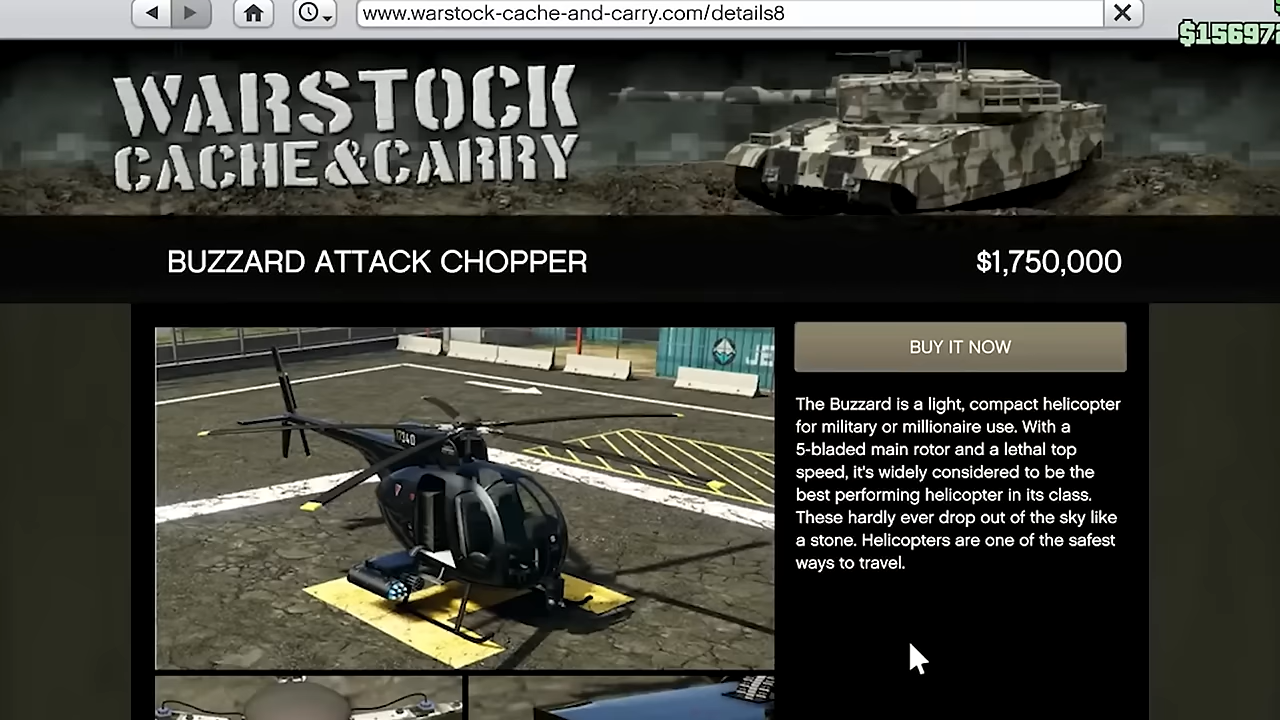 www.warstock-cache-and-carry.com/details8
$15697
WARSTOCK
CACHE&CARRY
BUZZARD ATTACK CHOPPER
$1,750,000
BUY IT NOW
The Buzzard is a light, compact helicopter
for military or millionaire use. With a
5-bladed main rotor and a lethal top
speed, it's widely considered to be the
best performing helicopter in its class.
These hardly ever drop out of the sky like
a stone. Helicopters are one of the safest
ways to travel.